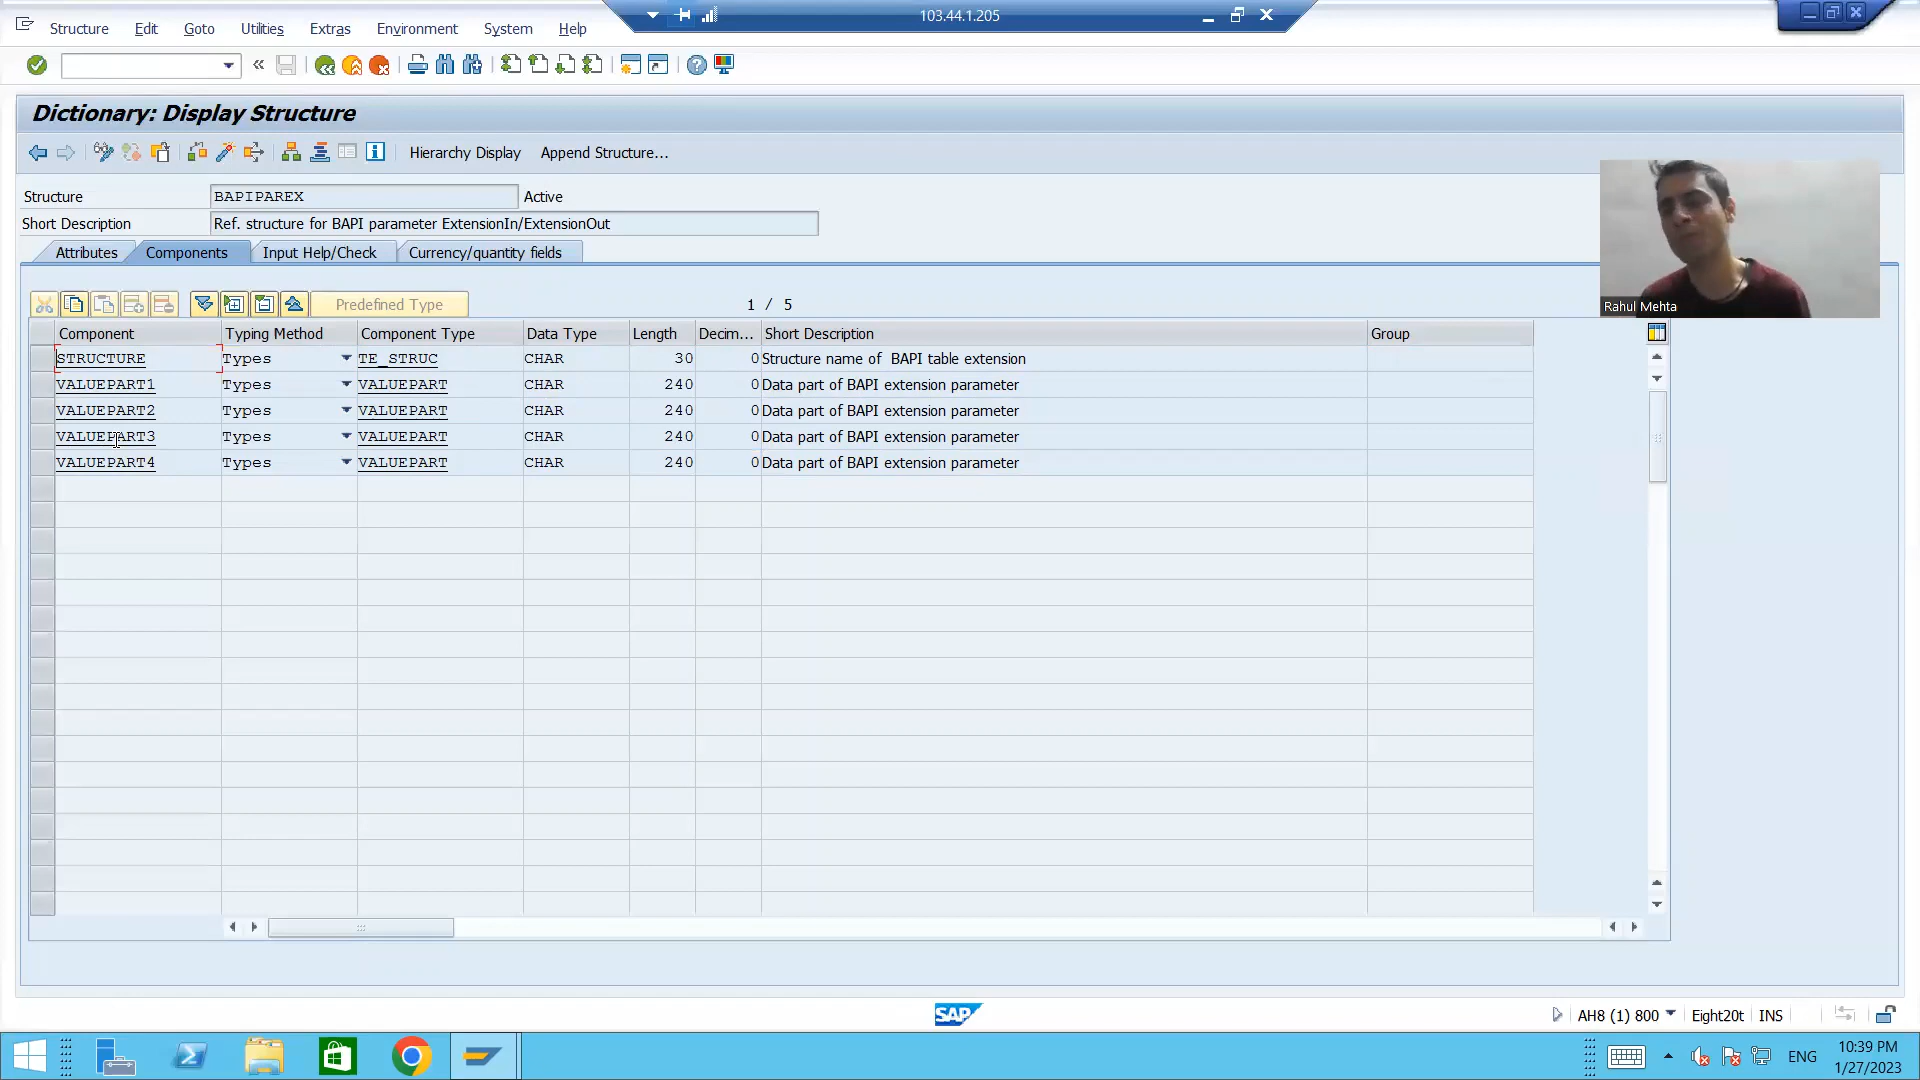 103.44.1.205
Structure Edit Goto Utilities Extras Environment System Help
Dictionary: Display Structure
Hierarchy Display Append Structure...
Structure BAPIPAREX Active
Short Description Ref. structure for BAPI parameter ExtensionIn/ExtensionOut
Attributes Components Input Help/Check Currency/quantity fields
Predefined Type 1 / 5
Rahul Mehta
Component Typing Method Component Type Data Type Length Decim... Short Description Group
STRUCTURE Types TE_STRUC CHAR 30 0 Structure name of BAPI table extension
VALUEPART1 Types VALUEPART CHAR 240 0 Data part of BAPI extension parameter
VALUEPART2 Types VALUEPART CHAR 240 0 Data part of BAPI extension parameter
VALUEPART3 Types VALUEPART CHAR 240 0 Data part of BAPI extension parameter
VALUEPART4 Types VALUEPART CHAR 240 0 Data part of BAPI extension parameter
SAP AH8 (1) 800 Eight20t INS
ENG 10:39 PM
1/27/2023